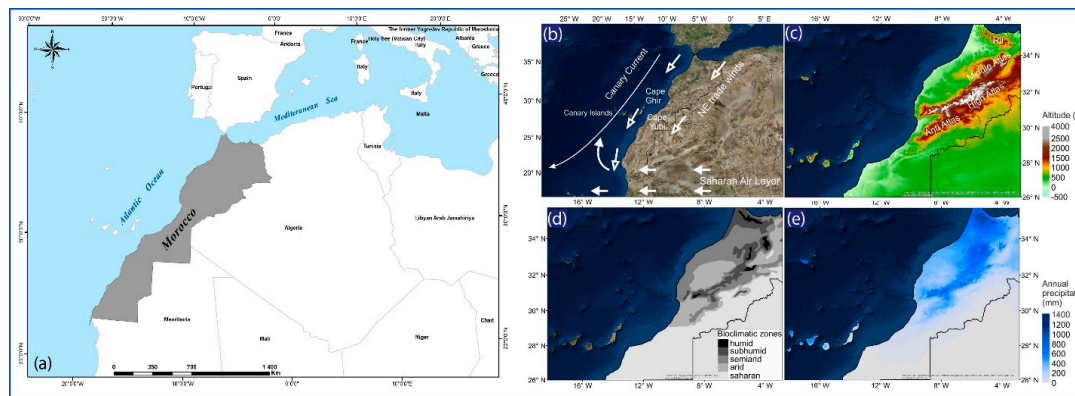 20°0'0"W
10°0'0"W
0°0'0"
10°0'0"E
20°0'0"E
The former Yugoslav Republic of Macedonia
France
Andorra
France
Italy
Holy See (Vatican City)
Italy
Albania
Greece
Greece
Portugal
Spain
Italy
Mediterranean Sea
Malta
Tunisia
Atlantic Ocean
Morocco
Algeria
Libyan Arab Jamahiriya
Mauritania
Mali
Niger
Chad
(a)
0
350
700
1 400
Km
20°0'0"W
10°0'0"W
0°0'0"
10°0'0"E
25°W
20°W
15°W
10°W
5°W
0°
5°E
(b)
35°N
30°N
25°N
20°N
Canary Current
NE trade winds
Cape
Ghir
Canary Islands
Cape
Yubi
Saharan Air Layer
16°W
12°W
8°W
4°W
(c)
Rif
Middle Atlas
High Atlas
Anti Atlas
34°N
32°N
30°N
28°N
26°N
Altitude (
4000
3500
3000
2500
2000
1500
1000
500
0
-500
16°W
12°W
8°W
4°W
(d)
34°N
32°N
30°N
28°N
26°N
Bioclimatic zones
humid
subhumid
semiarid
arid
saharan
16°W
12°W
8°W
4°W
(e)
34°N
32°N
30°N
28°N
26°N
Annual
precipitat
(mm)
1400
1200
1000
800
600
400
200
0
16°W
12°W
8°W
4°W